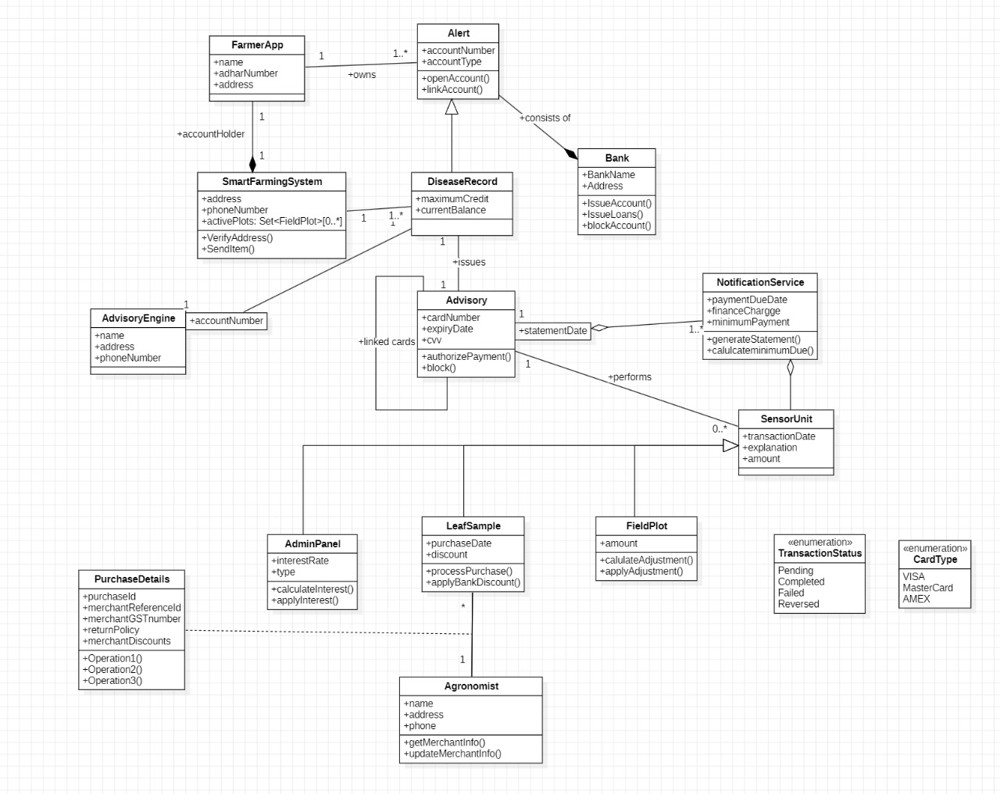 FarmerApp
+name
+adharNumber
+address
1
1..*
+owns
Alert
+accountNumber
+accountType
+openAccount()
+linkAccount()
1
+accountHolder
1
+consists of
Bank
+BankName
+Address
+IssueAccount()
+IssueLoans()
+blockAccount()
SmartFarmingSystem
+address
+phoneNumber
+activePlots: Set<FieldPlot>[0..*]
+VerifyAddress()
+SendItem()
1
1..*
1
DiseaseRecord
+maximumCredit
+currentBalance
1
+issues
1
AdvisoryEngine
+name
+address
+phoneNumber
1
+accountNumber
+linked cards
Advisory
+cardNumber
+expiryDate
+cvv
+authorizePayment()
+block()
1
+statementDate
1..*
NotificationService
+paymentDueDate
+financeChargge
+minimumPayment
+generateStatement()
+calulcateminimumDue()
1
+performs
0..*
SensorUnit
+transactionDate
+explanation
+amount
AdminPanel
+interestRate
+type
+calculateInterest()
+applyInterest()
LeafSample
+purchaseDate
+discount
+processPurchase()
+applyBankDiscount()
FieldPlot
+amount
+calulateAdjustment()
+applyAdjustment()
«enumeration»
TransactionStatus
Pending
Completed
Failed
Reversed
«enumeration»
CardType
VISA
MasterCard
AMEX
PurchaseDetails
+purchaseId
+merchantReferenceId
+merchantGSTnumber
+returnPolicy
+merchantDiscounts
+Operation1()
+Operation2()
+Operation3()
*
1
Agronomist
+name
+address
+phone
+getMerchantInfo()
+updateMerchantInfo()